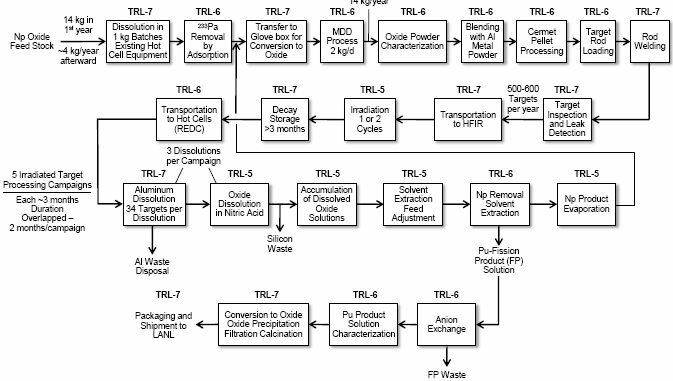 14 kg/year
TRL-7
TRL-6
TRL-7
TRL-6
TRL-6
TRL-6
TRL-6
TRL-6
TRL-7
Np Oxide
Feed Stock
14 kg in
1st year
~4 kg/year
afterward
Dissolution in
1 kg Batches
Existing Hot
Cell Equipment
233Pa
Removal
by
Adsorption
Transfer to
Glove box for
Conversion to
Oxide
MDD
Process
2 kg/d
Oxide Powder
Characterization
Blending
with Al
Metal
Powder
Cermet
Pellet
Processing
Target
Rod
Loading
Rod
Welding
TRL-6
TRL-7
TRL-5
TRL-7
TRL-7
Transportation
to Hot Cells
(REDC)
Decay
Storage
>3 months
Irradiation
1 or 2
Cycles
Transportation
to HFIR
500-600
Targets
per year
Target
Inspection
and Leak
Detection
3 Dissolutions
per Campaign
5 Irradiated Target
Processing Campaigns
Each ~3 months
Duration
Overlapped –
2 months/campaign
TRL-7
TRL-5
TRL-5
TRL-5
TRL-6
TRL-5
Aluminum
Dissolution
34 Targets per
Dissolution
Oxide
Dissolution
in Nitric Acid
Accumulation
of Dissolved
Oxide
Solutions
Solvent
Extraction
Feed
Adjustment
Np Removal
Solvent
Extraction
Np Product
Evaporation
Al Waste
Disposal
Silicon
Waste
Pu-Fission
Product (FP)
Solution
TRL-7
TRL-7
TRL-6
TRL-6
Packaging and
Shipment to
LANL
Conversion to Oxide
Oxide Precipitation
Filtration Calcination
Pu Product
Solution
Characterization
Anion
Exchange
FP Waste